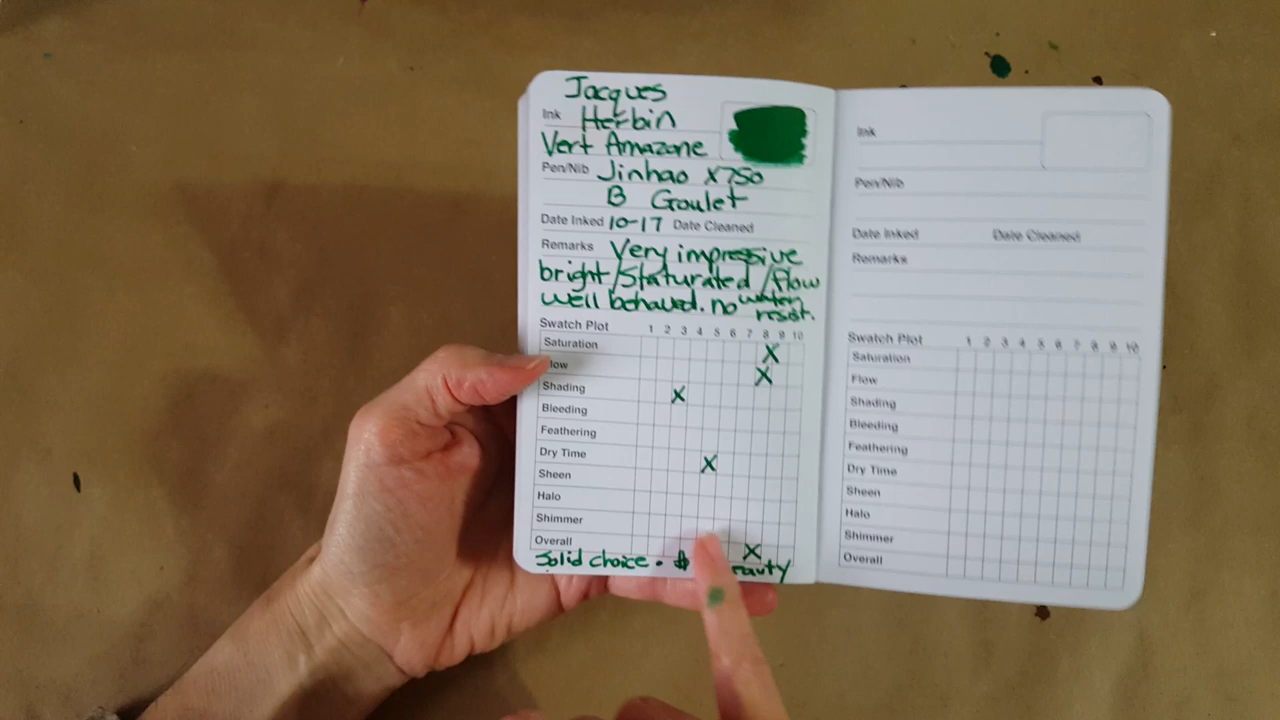 Jacques
Ink Herbin
Vert Amazone
Pen/Nib Jinhao X750
B Goulet
Date Inked 10-17 Date Cleaned
Remarks Very impressive
bright/Staturated/flow
well behaved. no water
resist.
Swatch Plot 1 2 3 4 5 6 7 8 9 10
Saturation X
low X
Shading X
Bleeding
Feathering
Dry Time X
Sheen
Halo
Shimmer
Overall X
Solid choice. $
Ink
Pen/Nib
Date Inked Date Cleaned
Remarks
Swatch Plot 1 2 3 4 5 6 7 8 9 10
Saturation
Flow
Shading
Bleeding
Feathering
Dry Time
Sheen
Halo
Shimmer
Overall